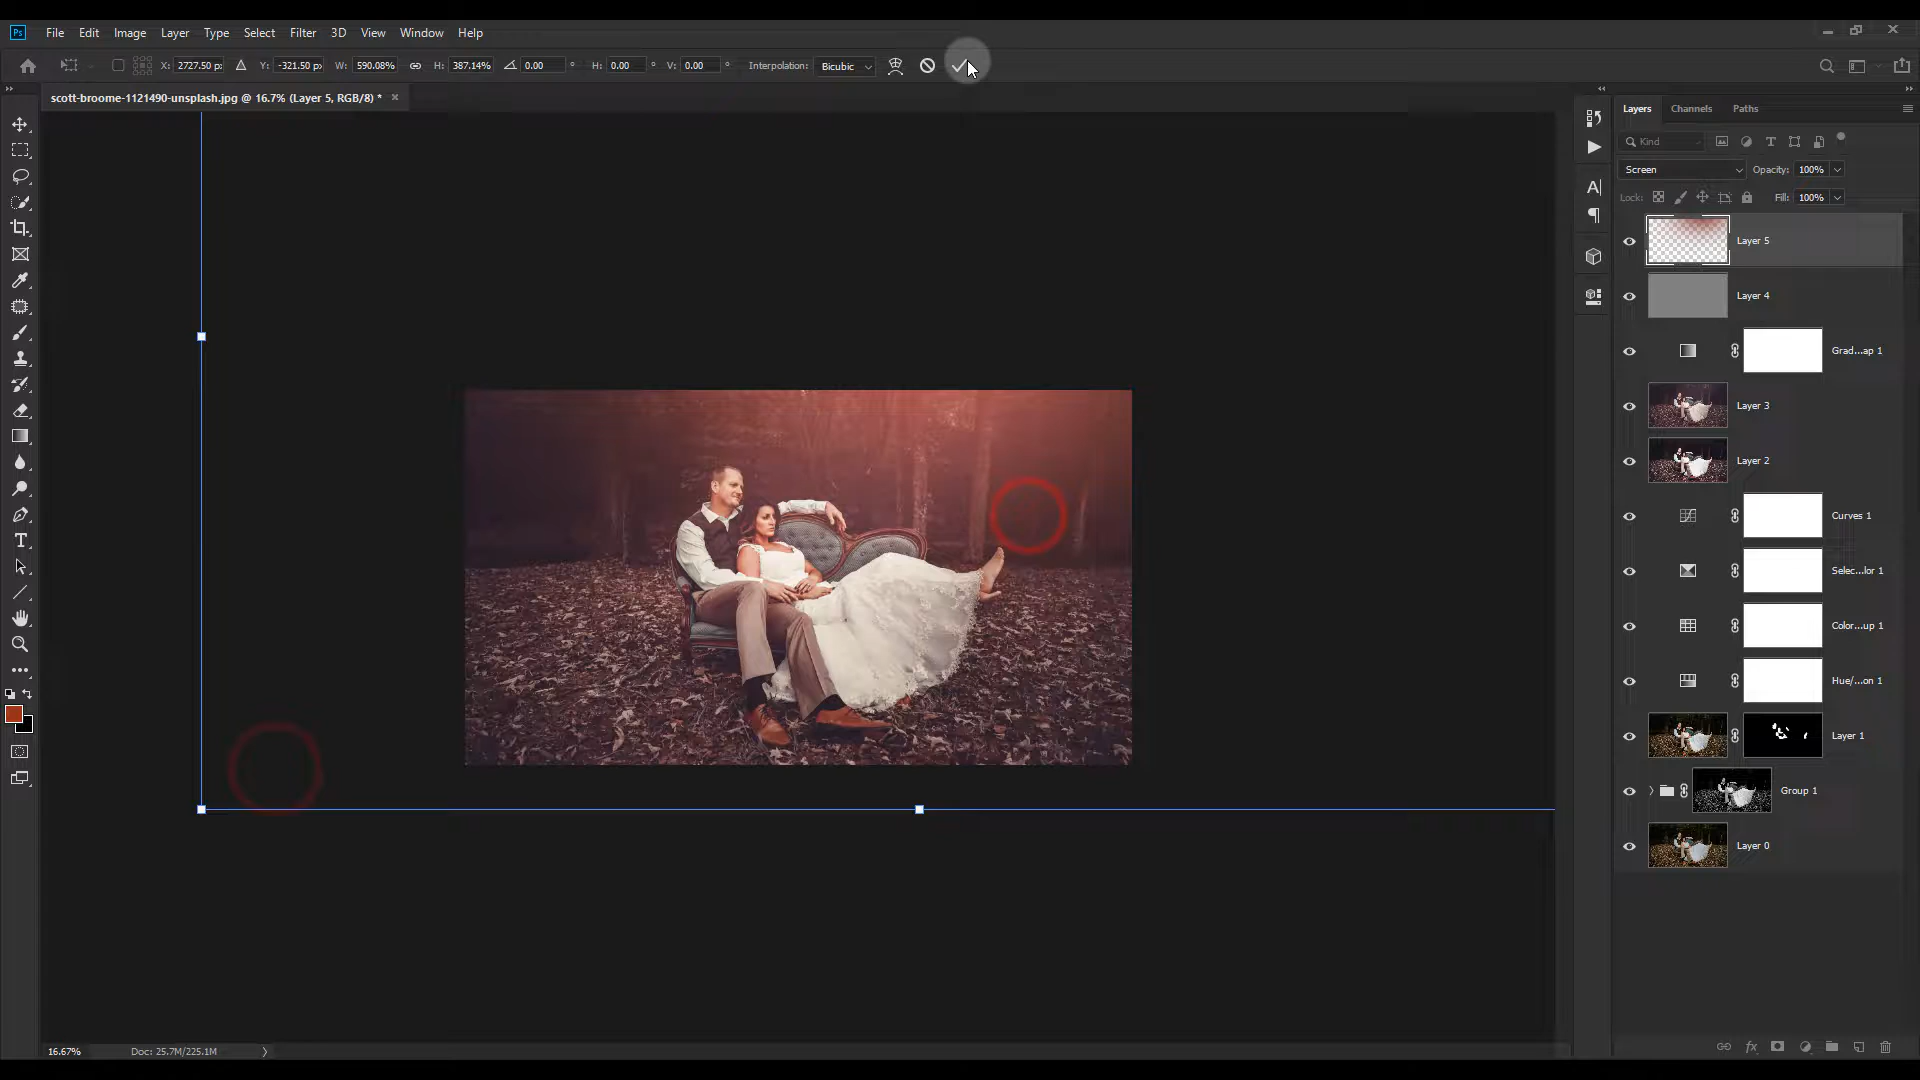 Ps File Edit Image Layer Type Select Filter 3D View Window Help
X: 2727.50 p: Y: -321.50 p: W: 590.08% H: 387.14% 0.00 ° H: 0.00 ° V: 0.00 ° Interpolation: Bicubic
scott-broome-1121490-unsplash.jpg @ 16.7% (Layer 5, RGB/8) * ×
Layers Channels Paths
Kind
Screen Opacity: 100%
Lock: Fill: 100%
Layer 5
Layer 4
Grad...ap 1
Layer 3
Layer 2
Curves 1
Selec...lor 1
Color...up 1
Hue/...on 1
Layer 1
Group 1
Layer 0
16.67% Doc: 25.7M/225.1M